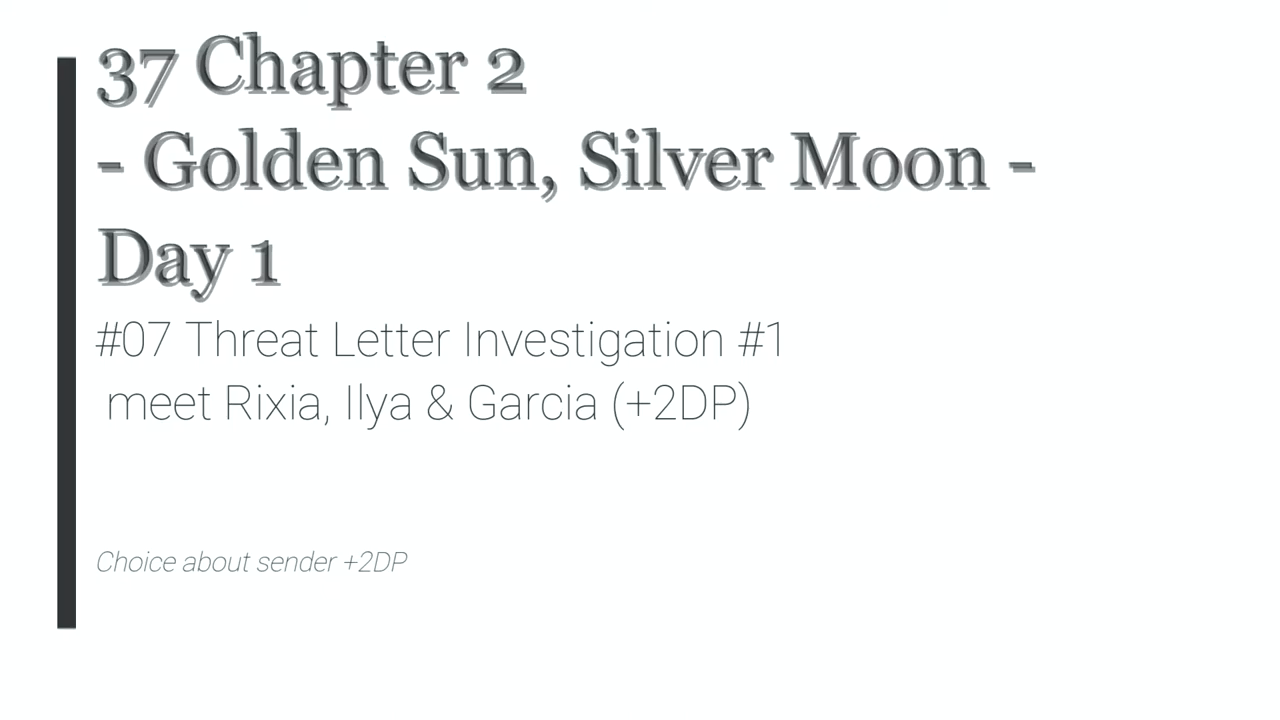 37 Chapter 2
- Golden Sun, Silver Moon -
Day 1
#07 Threat Letter Investigation #1
meet Rixia, Ilya & Garcia (+2DP)
Choice about sender +2DP